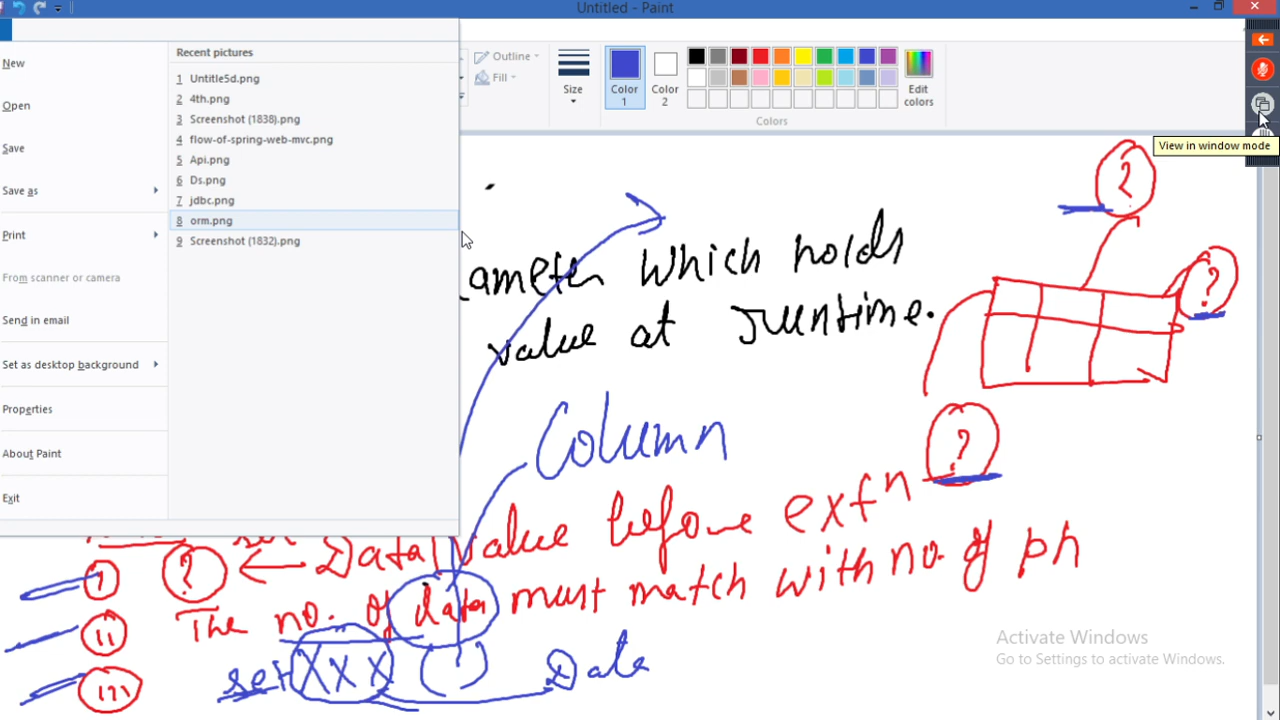 Untitled - Paint
Recent pictures
New
Open
Save
Save as
Print
From scanner or camera
Send in email
Set as desktop background
Properties
About Paint
Exit
1 Untitle5d.png
2 4th.png
3 Screenshot (1838).png
4 flow-of-spring-web-mvc.png
5 Api.png
6 Ds.png
7 jdbc.png
8 orm.png
9 Screenshot (1832).png
Outline
Fill
Size
Color 1
Color 2
Edit colors
Colors
View in window mode
?
?
ameter which holds
value at runtime.
Column
?
? ← Data/value before exen
The no. of data must match with no. of ph
(ii)
setXXX( ) Date
(iii)
Activate Windows
Go to Settings to activate Windows.